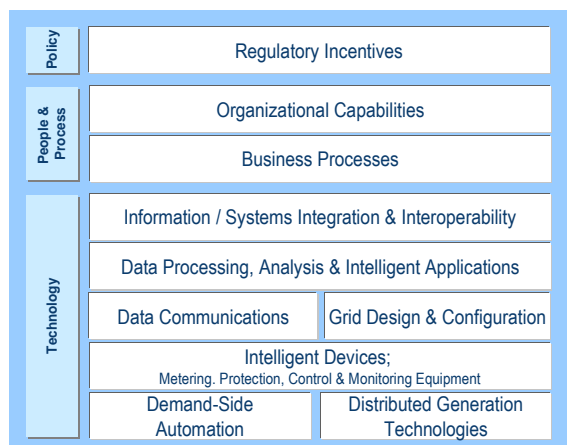 Policy
Regulatory Incentives
People &
Process
Organizational Capabilities
Business Processes
Technology
Information / Systems Integration & Interoperability
Data Processing, Analysis & Intelligent Applications
Data Communications
Grid Design & Configuration
Intelligent Devices;
Metering. Protection, Control & Monitoring Equipment
Demand-Side
Automation
Distributed Generation
Technologies